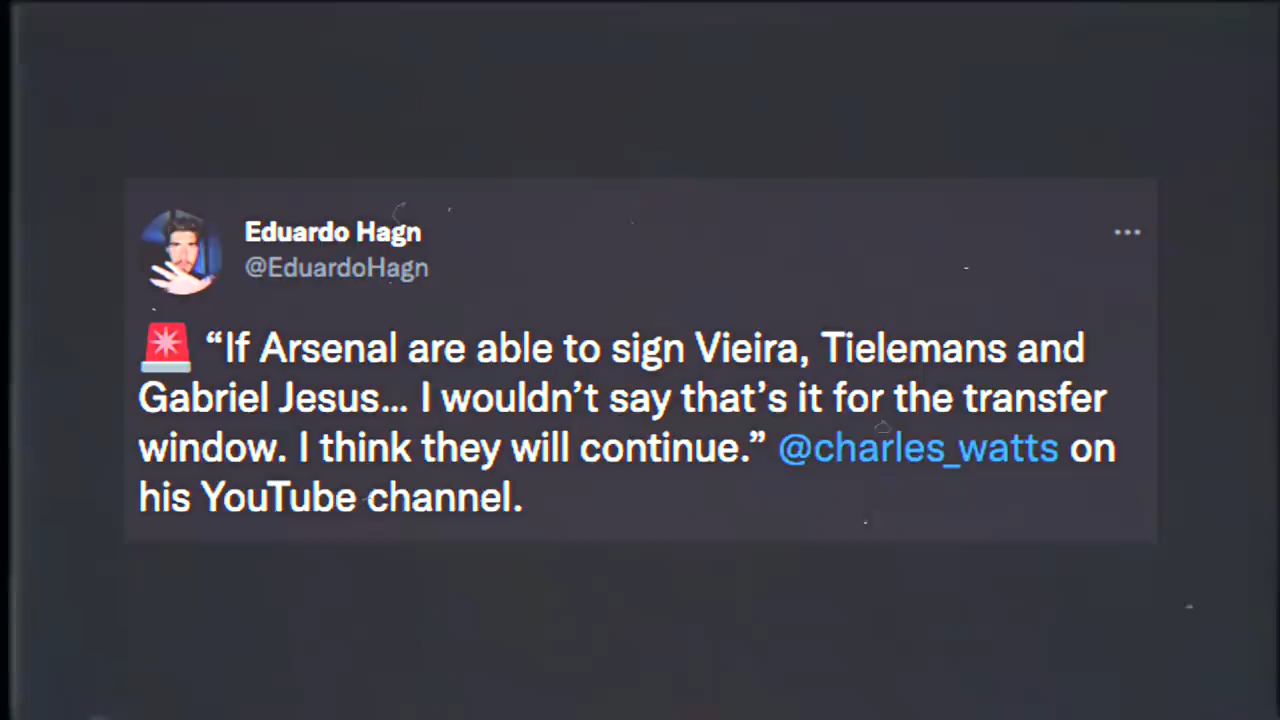 Eduardo Hagn
@EduardoHagn
🚨 “If Arsenal are able to sign Vieira, Tielemans and
Gabriel Jesus... I wouldn’t say that’s it for the transfer
window. I think they will continue.” @charles_watts on
his YouTube channel.